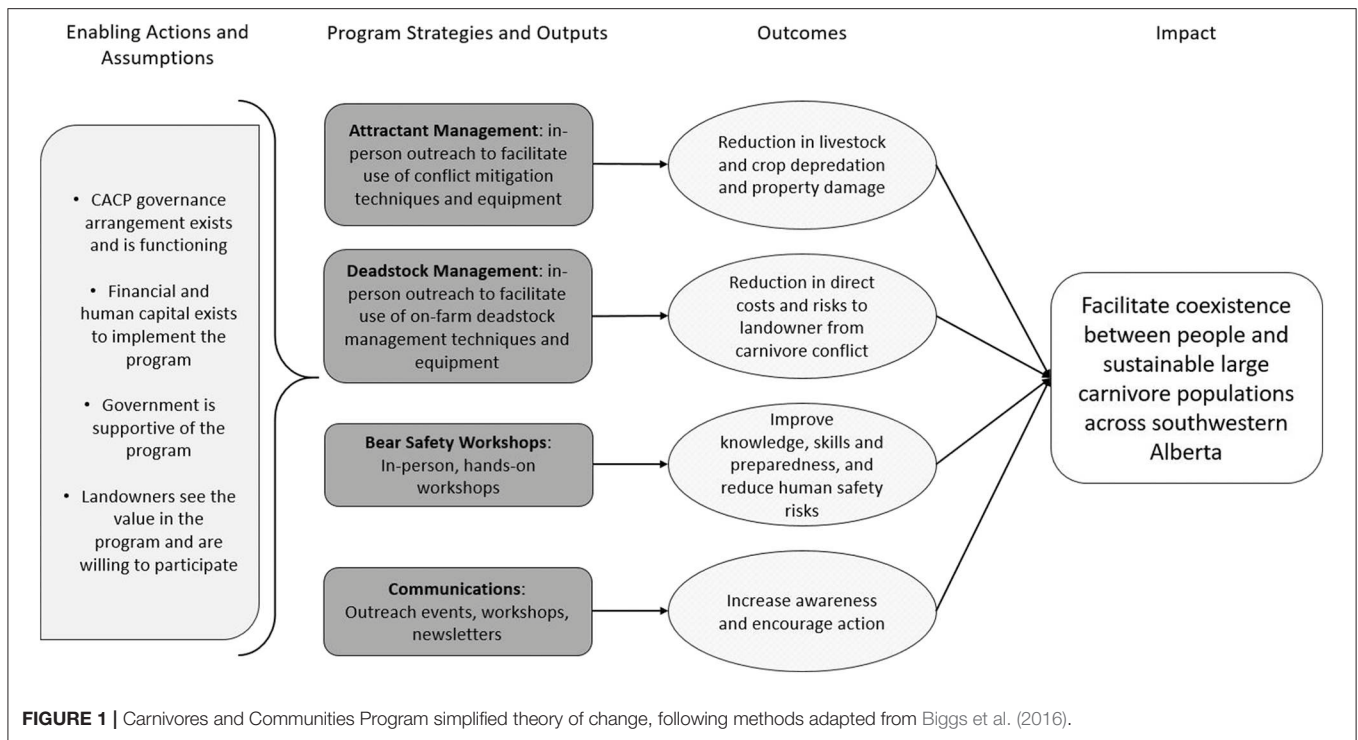 Enabling Actions and
Assumptions
Program Strategies and Outputs
Outcomes
Impact
• CACP governance
arrangement exists
and is functioning
• Financial and
human capital exists
to implement the
program
• Government is
supportive of the
program
• Landowners see the
value in the
program and are
willing to participate
Attractant Management: in-
person outreach to facilitate
use of conflict mitigation
techniques and equipment
Deadstock Management: in-
person outreach to facilitate
use of on-farm deadstock
management techniques and
equipment
Bear Safety Workshops:
In-person, hands-on
workshops
Communications:
Outreach events, workshops,
newsletters
Reduction in livestock
and crop depredation
and property damage
Reduction in direct
costs and risks to
landowner from
carnivore conflict
Improve
knowledge, skills and
preparedness, and
reduce human safety
risks
Increase awareness
and encourage action
Facilitate coexistence
between people and
sustainable large
carnivore populations
across southwestern
Alberta
FIGURE 1 | Carnivores and Communities Program simplified theory of change, following methods adapted from Biggs et al. (2016).